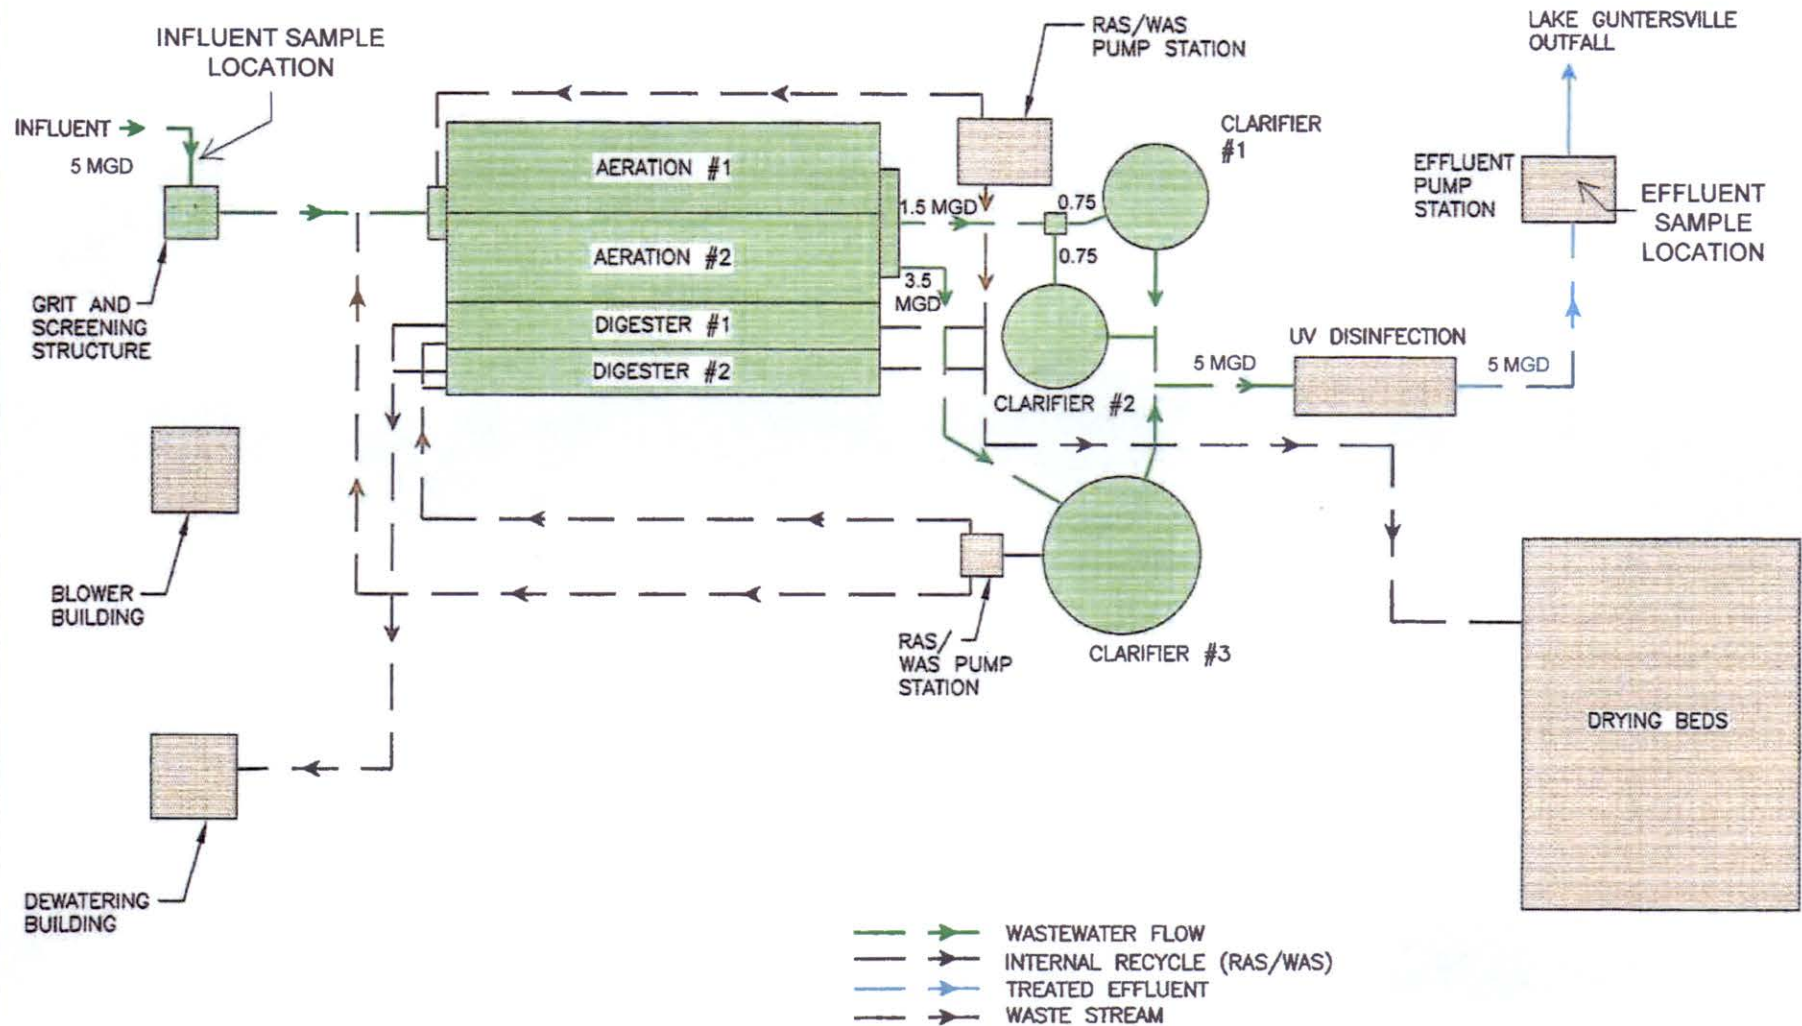 INFLUENT SAMPLE
LOCATION
INFLUENT
5 MGD
GRIT AND
SCREENING
STRUCTURE
BLOWER
BUILDING
DEWATERING
BUILDING
AERATION #1
AERATION #2
DIGESTER #1
DIGESTER #2
RAS/WAS
PUMP STATION
1.5 MGD
3.5
MGD
0.75
0.75
CLARIFIER
#1
CLARIFIER #2
CLARIFIER #3
RAS/
WAS PUMP
STATION
5 MGD
UV DISINFECTION
5 MGD
LAKE GUNTERSVILLE
OUTFALL
EFFLUENT
PUMP
STATION
EFFLUENT
SAMPLE
LOCATION
DRYING BEDS
WASTEWATER FLOW
INTERNAL RECYCLE (RAS/WAS)
TREATED EFFLUENT
WASTE STREAM